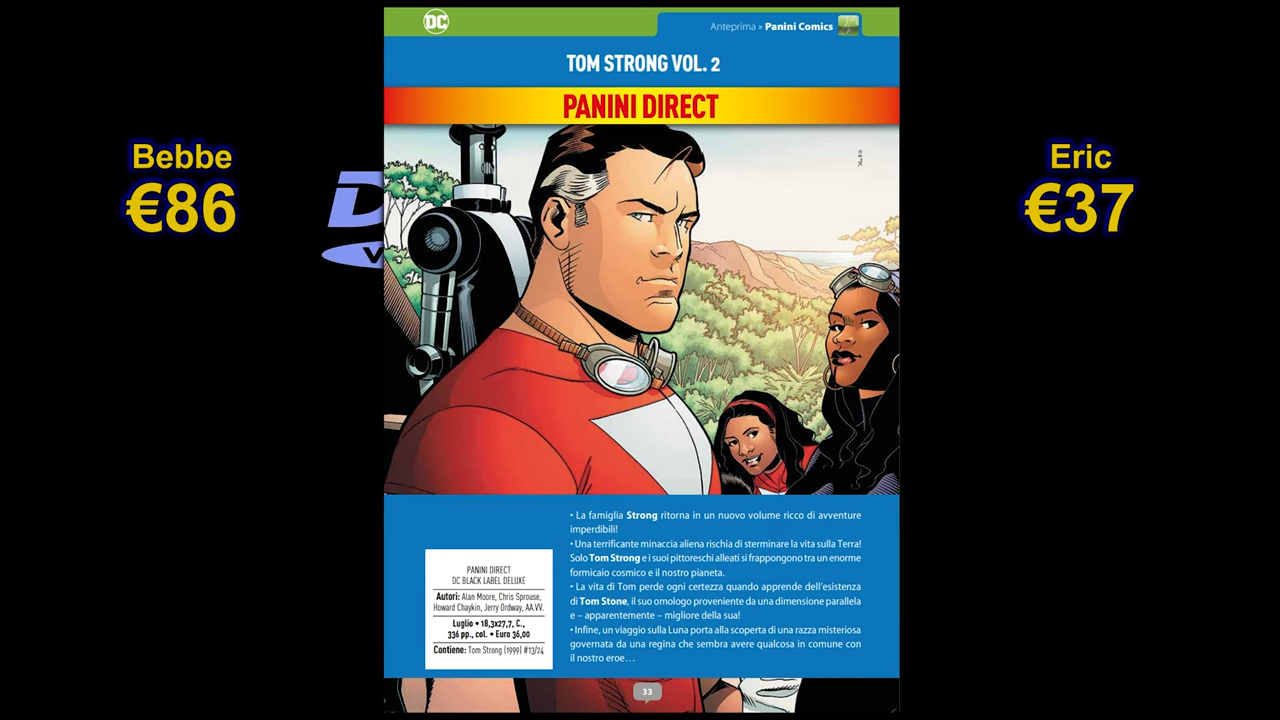 DC
Anteprima » Panini Comics
TOM STRONG VOL. 2
PANINI DIRECT
Bebbe
€86
Eric
€37
D
V
• La famiglia Strong ritorna in un nuovo volume ricco di avventure
imperdibili!
• Una terrificante minaccia aliena rischia di sterminare la vita sulla Terra!
Solo Tom Strong e i suoi pittoreschi alleati si frappongono tra un enorme
formicaio cosmico e il nostro pianeta.
• La vita di Tom perde ogni certezza quando apprende dell'esistenza
di Tom Stone, il suo omologo proveniente da una dimensione parallela
e – apparentemente – migliore della sua!
• Infine, un viaggio sulla Luna porta alla scoperta di una razza misteriosa
governata da una regina che sembra avere qualcosa in comune con
il nostro eroe…
PANINI DIRECT
DC BLACK LABEL DELUXE
Autori: Alan Moore, Chris Sprouse,
Howard Chaykin, Jerry Ordway, AA.VV.
Luglio • 18,3x27,7, C.,
336 pp., col. • Euro 36,00
Contiene: Tom Strong (1999) #13/24
33